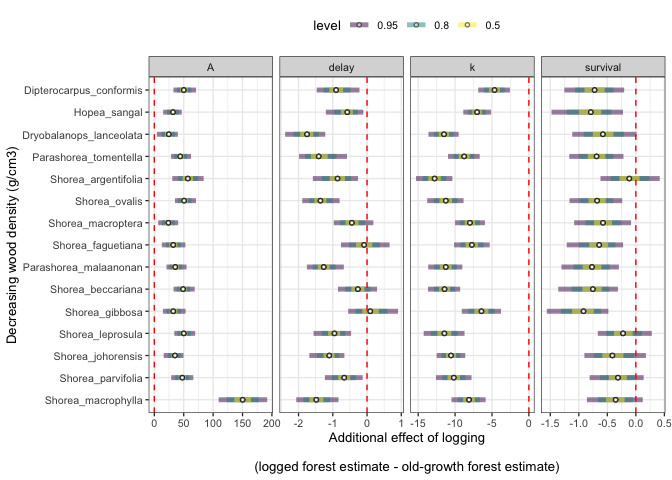 level 0.95 0.8 0.5
A delay k survival
Decreasing wood density (g/cm3)
Dipterocarpus_conformis
Hopea_sangal
Dryobalanops_lanceolata
Parashorea_tomentella
Shorea_argentifolia
Shorea_ovalis
Shorea_macroptera
Shorea_faguetiana
Parashorea_malaanonan
Shorea_beccariana
Shorea_gibbosa
Shorea_leprosula
Shorea_johorensis
Shorea_parvifolia
Shorea_macrophylla
0 50 100 150 200 -2 -1 0 1 -15 -10 -5 0 -1.5 -1.0 -0.5 0.0 0.5
Additional effect of logging
(logged forest estimate - old-growth forest estimate)